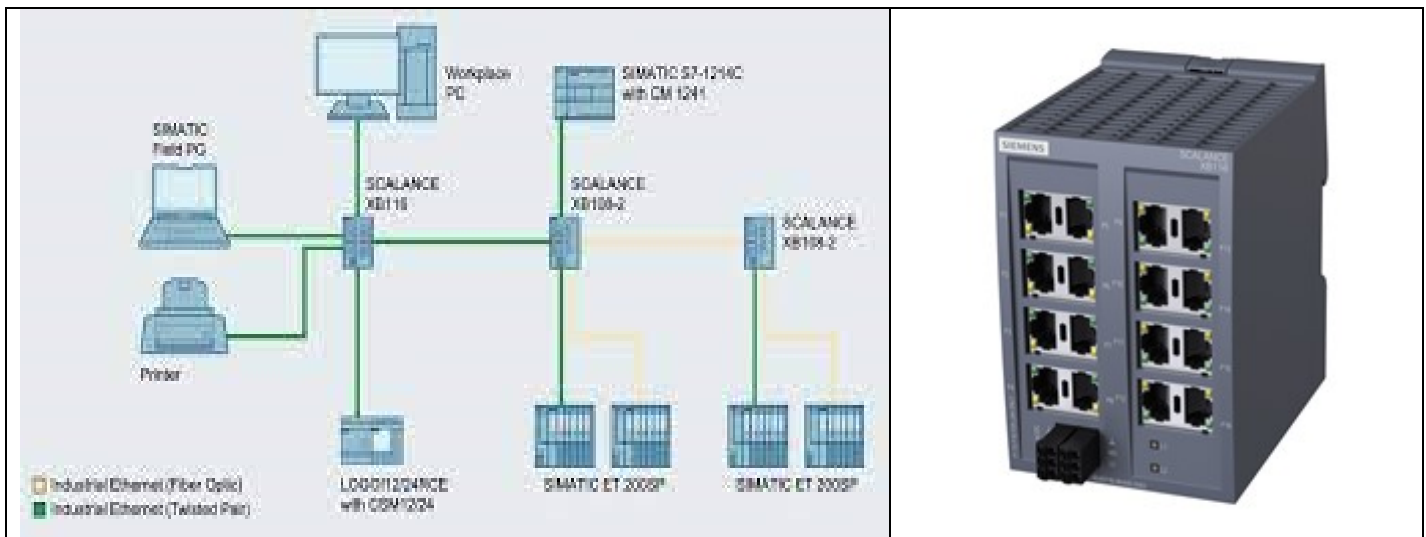 Workplace
PC
SIMATIC S7-1214C
with CM 1241
SIMATIC
Field PG
SCALANCE
XB116
SCALANCE
XB108-2
SCALANCE
XB108-2
Printer
LOGO!12/24RCE
with CSM12/24
SIMATIC ET 200SP
SIMATIC ET 200SP
Industrial Ethernet (Fiber Optic)
Industrial Ethernet (Twisted Pair)
SIEMENS
SCALANCE
XB116